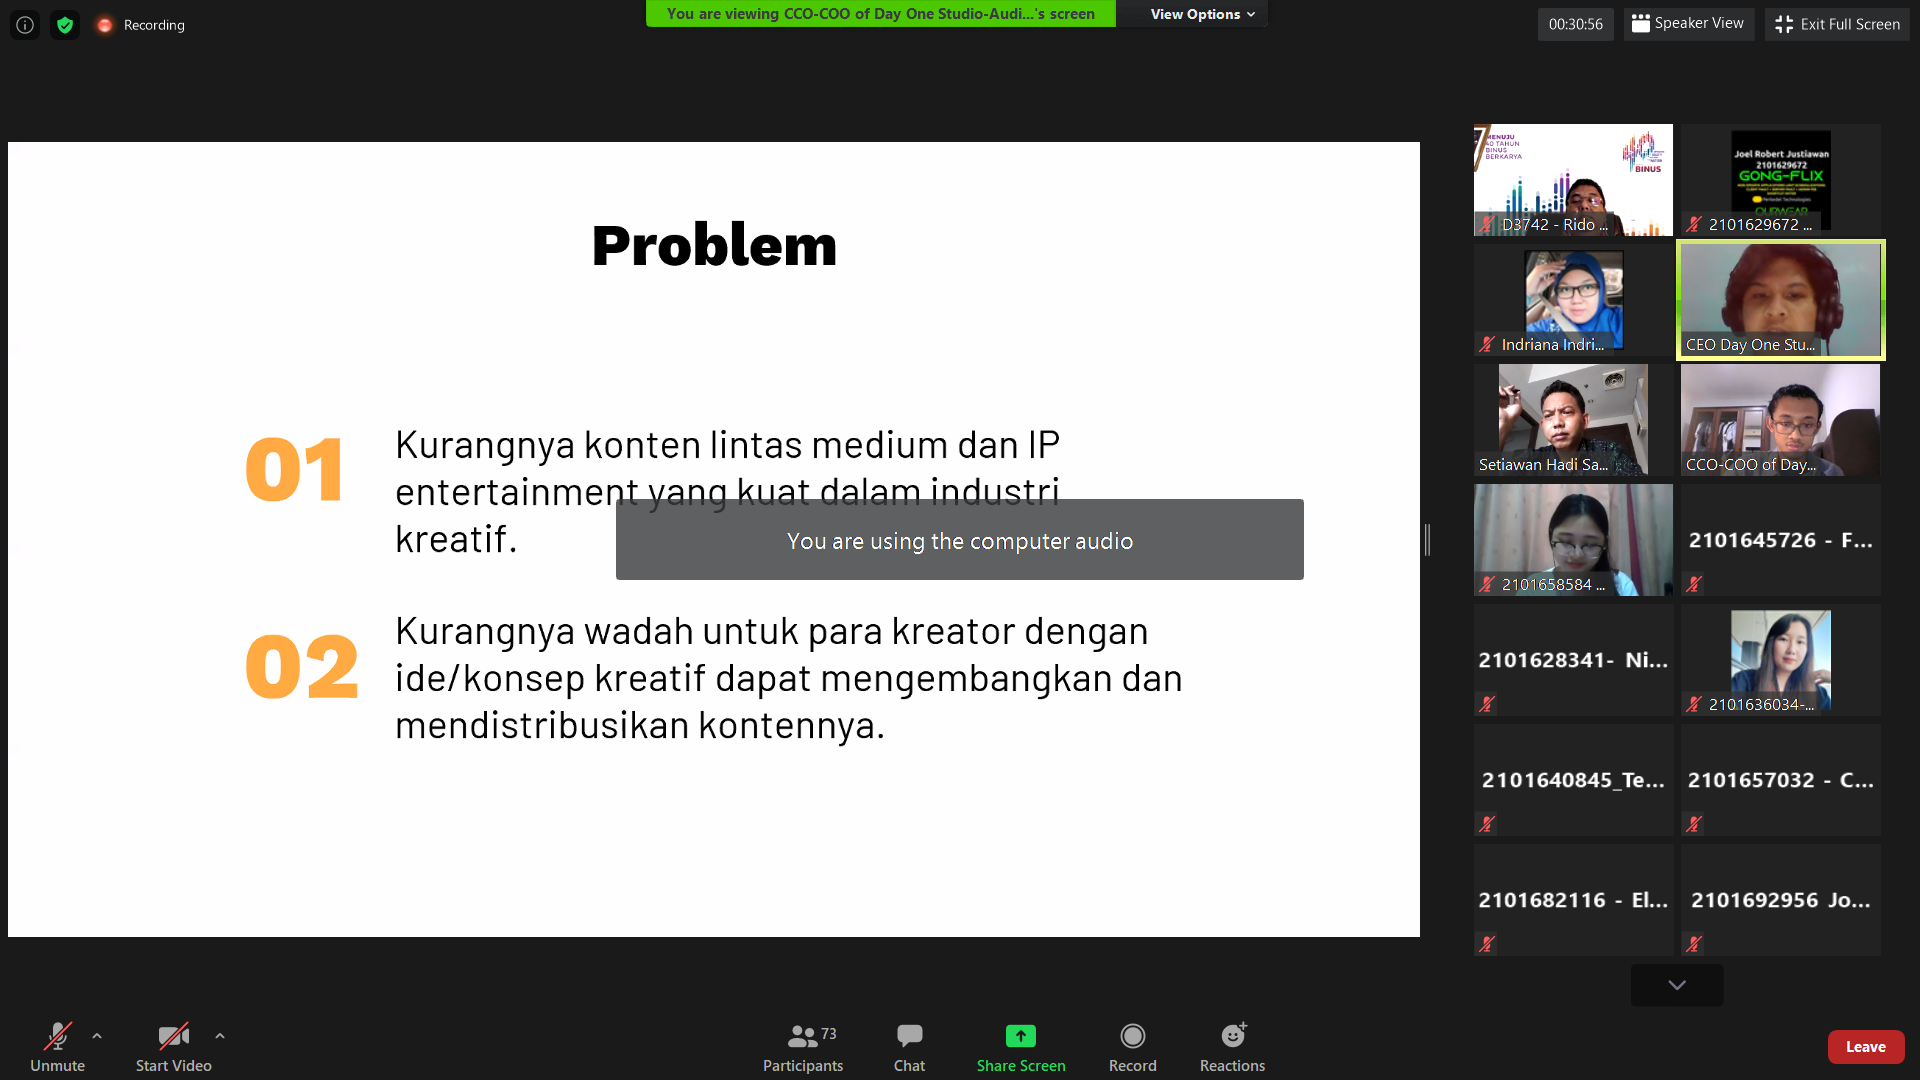 Recording
You are viewing CCO-COO of Day One Studio-Audi...'s screen
View Options
00:30:56
Speaker View
Exit Full Screen
Problem
01
Kurangnya konten lintas medium dan IP
entertainment yang kuat dalam industri
kreatif.
You are using the computer audio
02
Kurangnya wadah untuk para kreator dengan
ide/konsep kreatif dapat mengembangkan dan
mendistribusikan kontennya.
MENUJU
40 TAHUN
BINUS
BERKARYA
BINUS
D3742 - Rido ...
Joel Robert Justiawan
2101629672
GONG-FLIX
OURWEAR
2101629672 ...
Indriana Indri...
CEO Day One Stu...
Setiawan Hadi Sa...
CCO-COO of Day...
2101658584 ...
2101645726 - F...
2101628341- Ni...
2101636034-...
2101640845_Te...
2101657032 - C...
2101682116 - El...
2101692956 Jo...
Unmute
Start Video
73
Participants
Chat
Share Screen
Record
Reactions
Leave